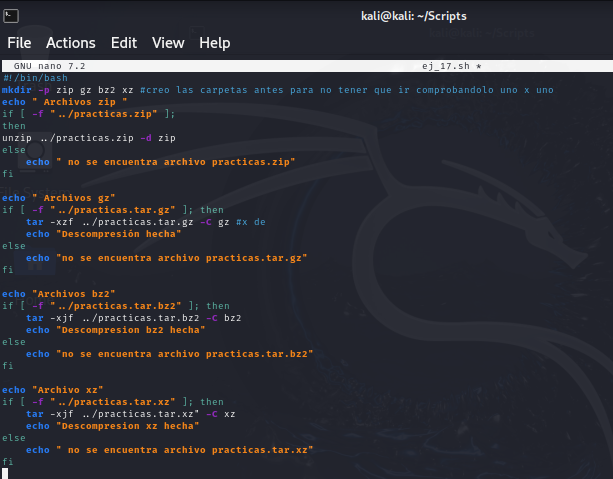 kali@kali: ~/Scripts
File Actions Edit View Help
GNU nano 7.2 ej_17.sh *
#!/bin/bash
mkdir -p zip gz bz2 xz #creo las carpetas antes para no tener que ir comprobandolo uno x uno
echo " Archivos zip "
if [ -f "../practicas.zip" ];
then
unzip ../practicas.zip -d zip
else
    echo " no se encuentra archivo practicas.zip"
fi
echo " Archivos gz"
if [ -f "../practicas.tar.gz" ]; then
    tar -xzf ../practicas.tar.gz -C gz #x de
    echo "Descompresión hecha"
else
    echo "no se encuentra archivo practicas.tar.gz"
fi
echo "Archivos bz2"
if [ -f "../practicas.tar.bz2" ]; then
    tar -xjf ../practicas.tar.bz2 -C bz2
    echo "Descompresion bz2 hecha"
else
    echo "no se encuentra archivo practicas.tar.bz2"
fi
echo "Archivo xz"
if [ -f "../practicas.tar.xz" ]; then
    tar -xjf ../practicas.tar.xz" -C xz
    echo "Descompresion xz hecha"
else
    echo " no se encuentra archivo practicas.tar.xz"
fi